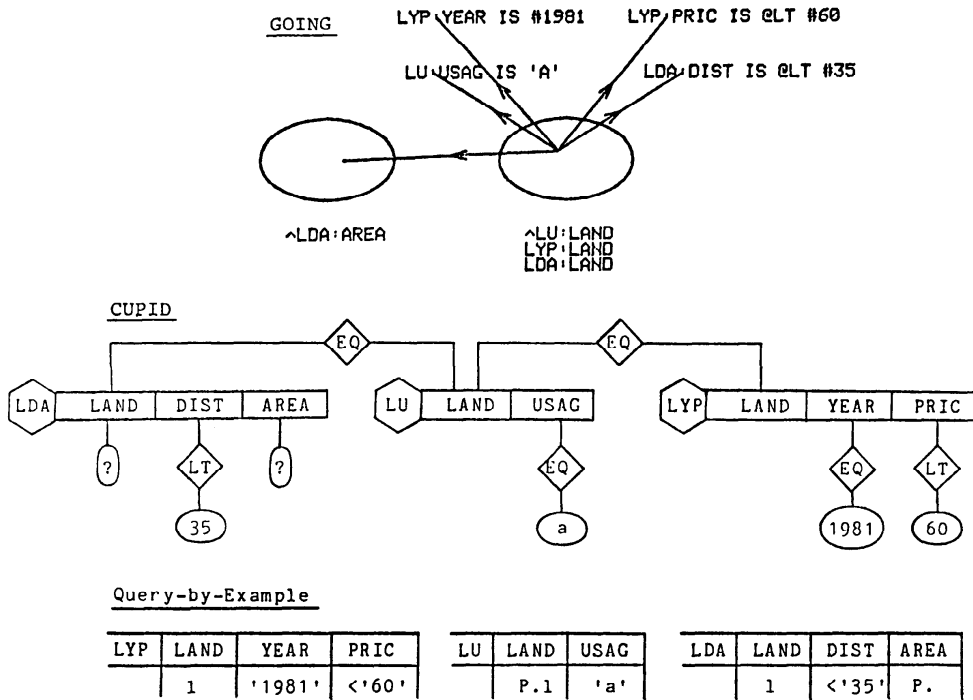 GOING
LYP:YEAR IS #1981 LYP:PRIC IS @LT #60
LU:USAG IS 'A' LDA:DIST IS @LT #35
^LDA:AREA
^LU:LAND
LYP:LAND
LDA:LAND
CUPID
EQ EQ
LDA LAND DIST AREA LU LAND USAG LYP LAND YEAR PRIC
? LT ? EQ EQ LT
35 a 1981 60
Query-by-Example
LYP LAND YEAR PRIC LU LAND USAG LDA LAND DIST AREA
1 '1981' <'60' P.1 'a' 1 <'35' P.